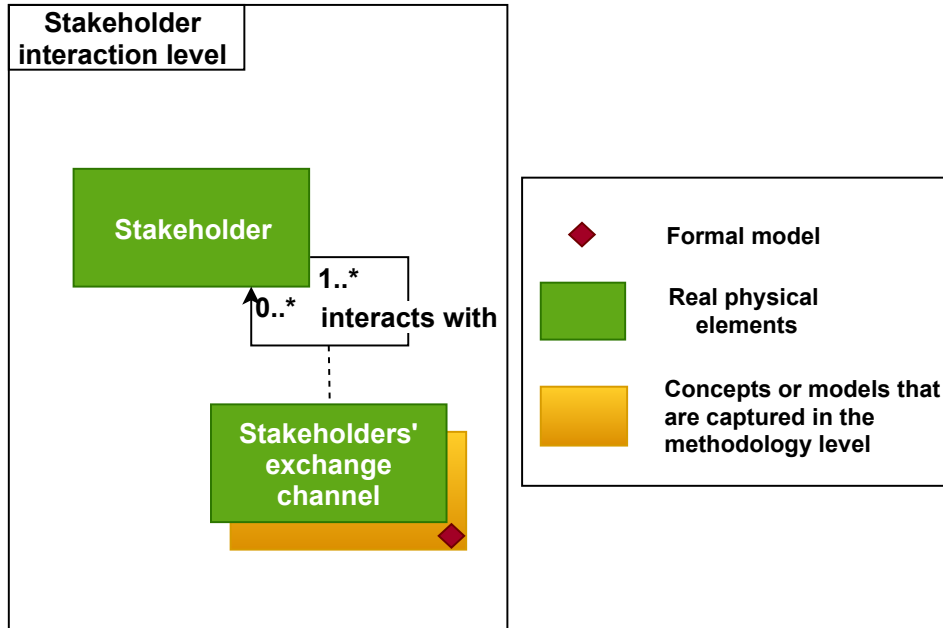 Stakeholder
interaction level
Stakeholder
1..*
0..*
interacts with
Stakeholders'
exchange
channel
Formal model
Real physical
elements
Concepts or models that
are captured in the
methodology level